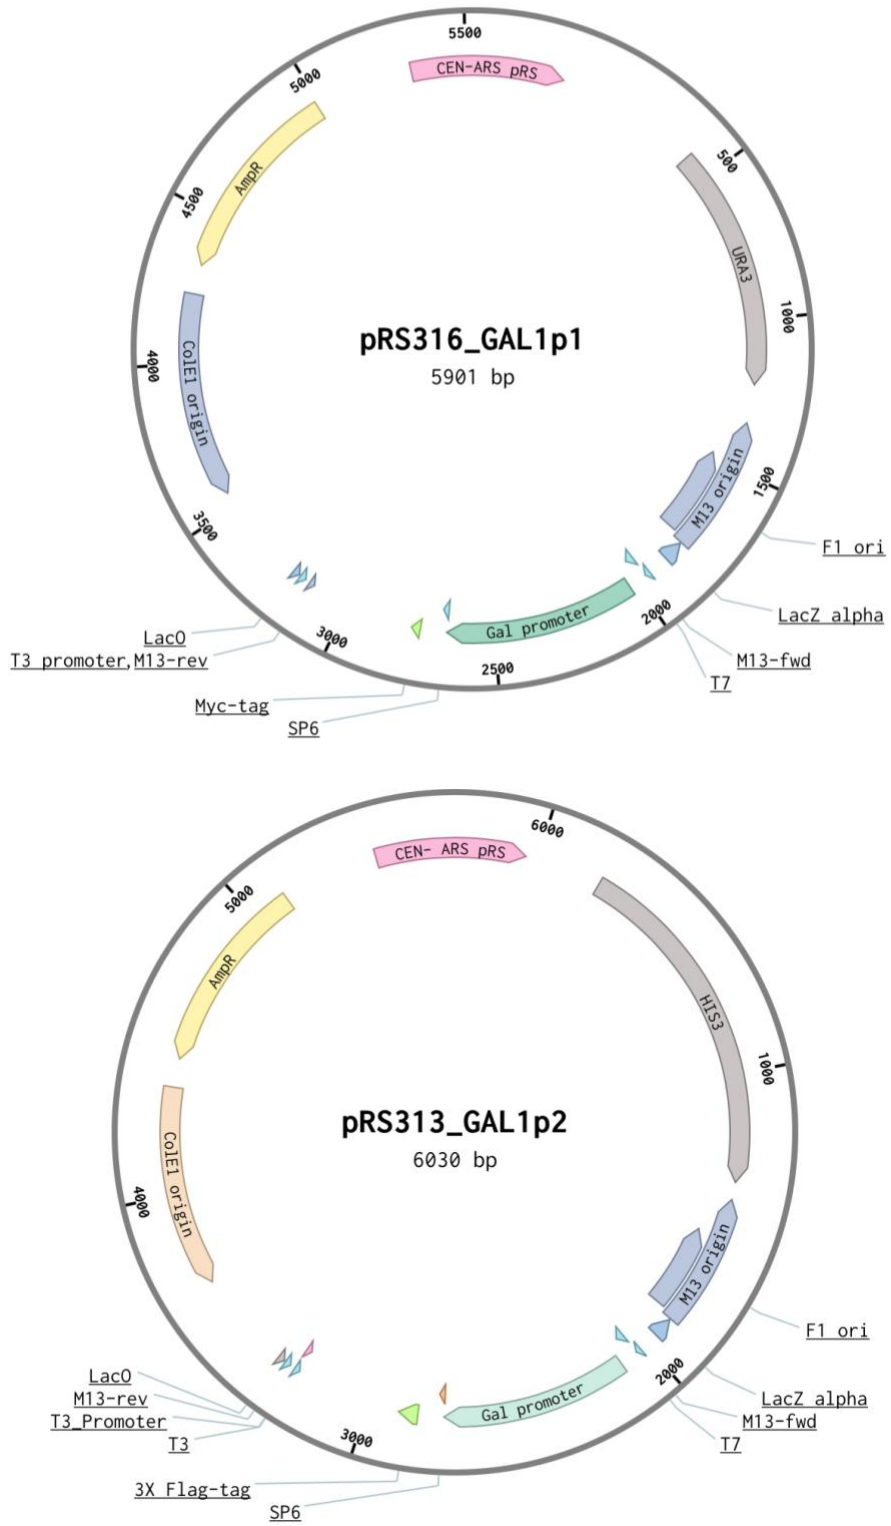 5500
CEN-ARS pRS
5000
500
AmpR
4500
URA3
pRS316_GAL1p1
5901 bp
1000
4000
ColE1 origin
M13 origin
1500
3500
F1 ori
LacZ alpha
2000
Gal promoter
LacO
3000
T3 promoter, M13-rev
M13-fwd
2500
T7
Myc-tag
SP6
6000
CEN- ARS pRS
5000
AmpR
HIS3
1000
pRS313_GAL1p2
6030 bp
ColE1 origin
4000
M13 origin
F1 ori
2000
LacO
M13-rev
LacZ alpha
Gal promoter
T3_Promoter
M13-fwd
T3
3000
T7
3X Flag-tag
SP6